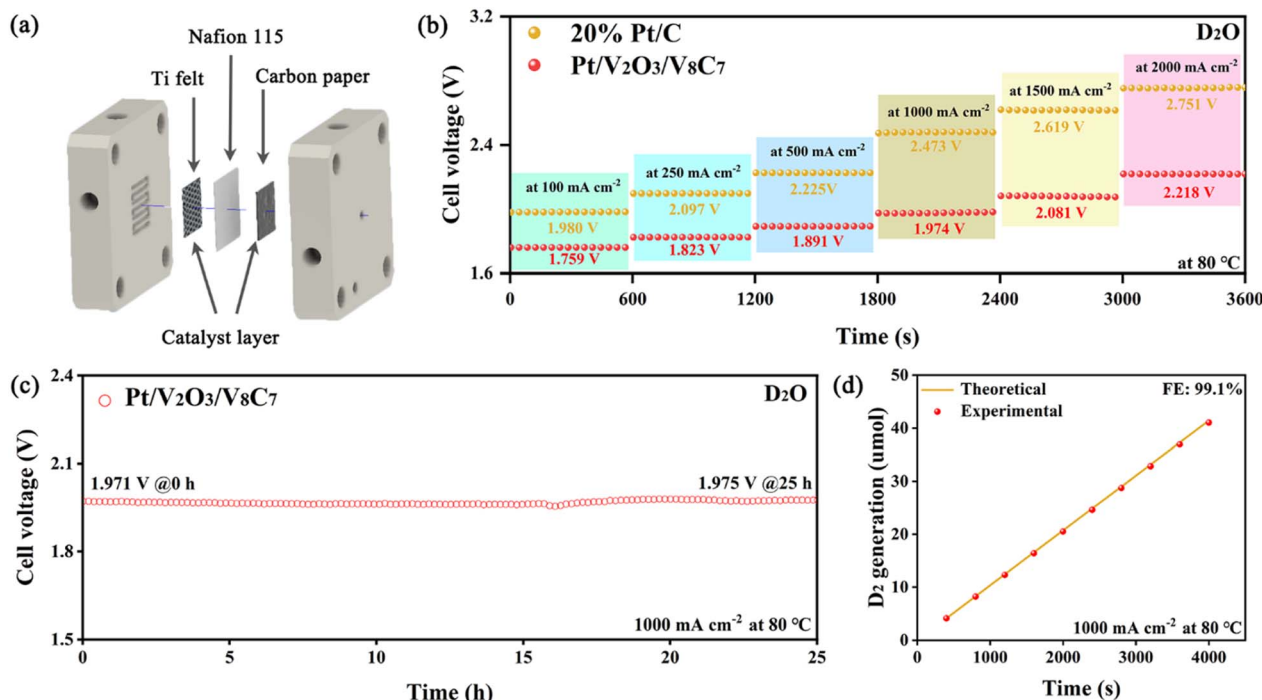 (a)
Nafion 115
Ti felt
Carbon paper
Catalyst layer
(b)
Cell voltage (V)
3.2
2.4
1.6
20% Pt/C
Pt/V₂O₃/V₈C₇
D₂O
at 100 mA cm⁻²
1.980 V
1.759 V
at 250 mA cm⁻²
2.097 V
1.823 V
at 500 mA cm⁻²
2.225V
1.891 V
at 1000 mA cm⁻²
2.473 V
1.974 V
at 1500 mA cm⁻²
2.619 V
2.081 V
at 2000 mA cm⁻²
2.751 V
2.218 V
at 80 °C
0 600 1200 1800 2400 3000 3600
Time (s)
(c)
Cell voltage (V)
2.4
2.1
1.8
1.5
Pt/V₂O₃/V₈C₇
D₂O
1.971 V @0 h
1.975 V @25 h
1000 mA cm⁻² at 80 °C
0 5 10 15 20 25
Time (h)
(d)
D₂ generation (umol)
50
40
30
20
10
0
Theoretical
Experimental
FE: 99.1%
1000 mA cm⁻² at 80 °C
0 1000 2000 3000 4000
Time (s)